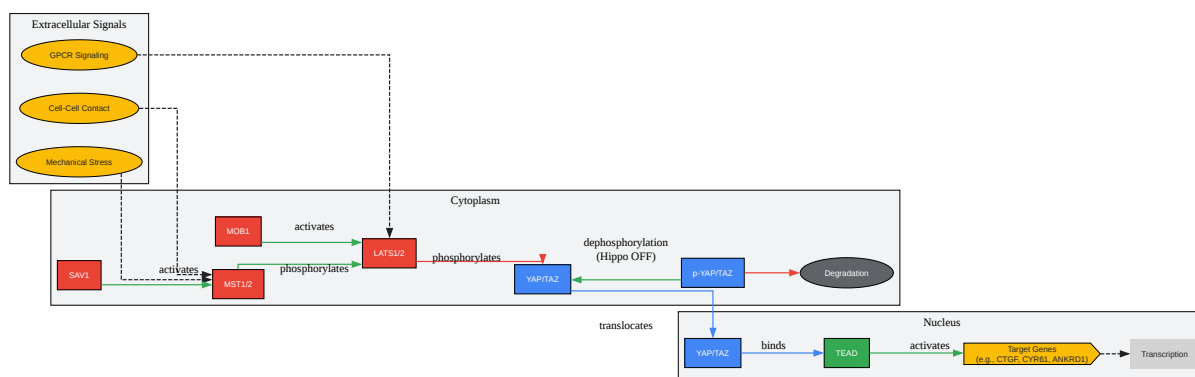 Extracellular Signals
GPCR Signaling
Cell-Cell Contact
Mechanical Stress
Cytoplasm
MOB1
activates
LATS1/2
SAV1
activates
MST1/2
phosphorylates
phosphorylates
dephosphorylation
(Hippo OFF)
YAP/TAZ
p-YAP/TAZ
Degradation
translocates
Nucleus
YAP/TAZ
binds
TEAD
activates
Target Genes
(e.g., CTGF, CYR61, ANKRD1)
Transcription